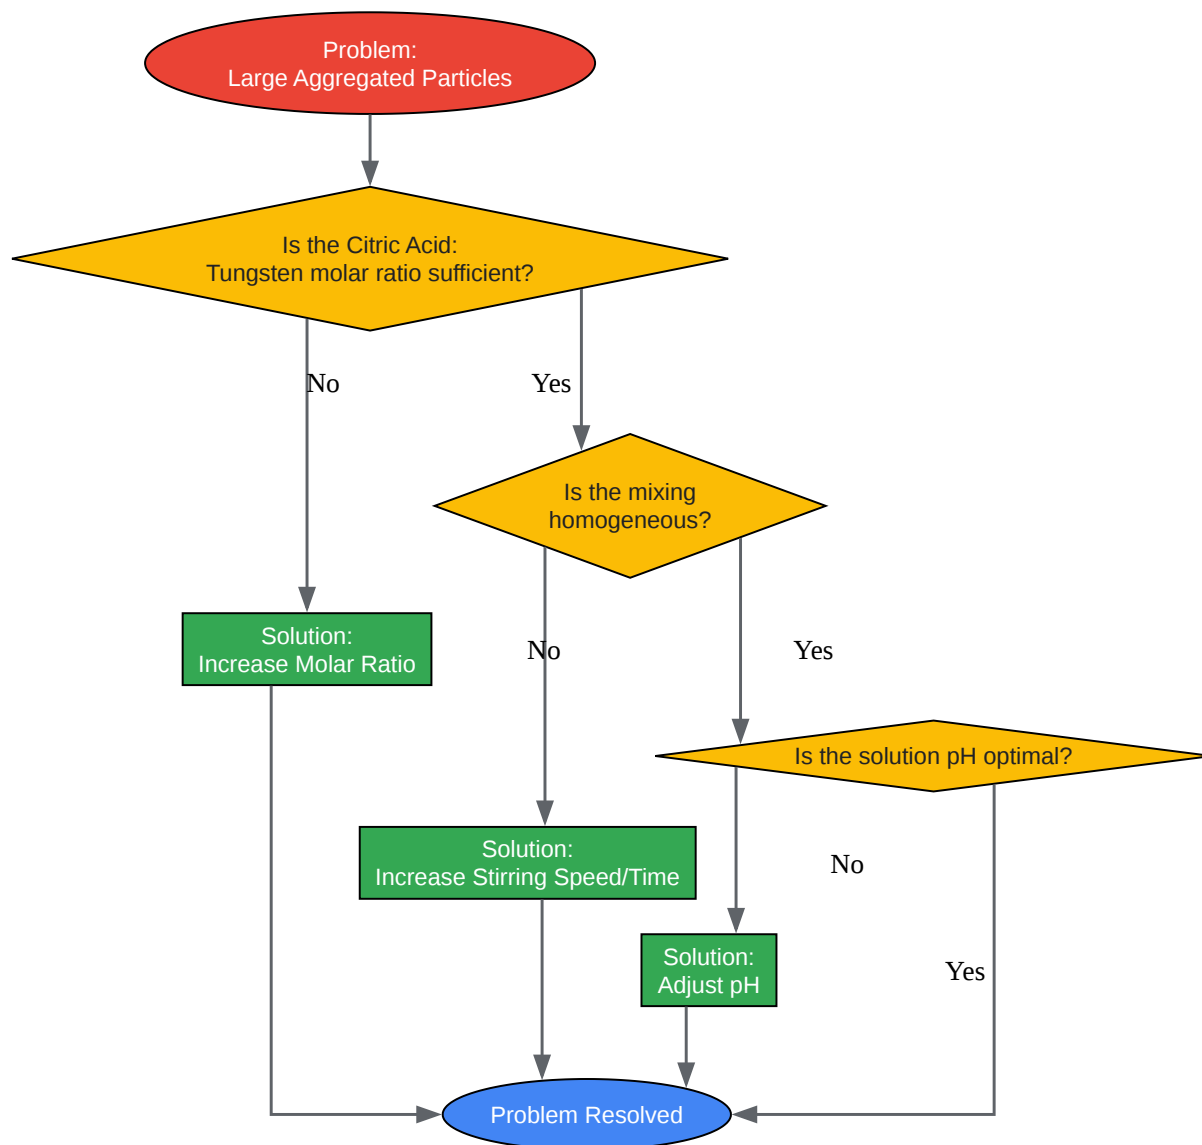 Problem:
Large Aggregated Particles
Is the Citric Acid:
Tungsten molar ratio sufficient?
No
Yes
Is the mixing
homogeneous?
Solution:
Increase Molar Ratio
No
Yes
Is the solution pH optimal?
Solution:
Increase Stirring Speed/Time
No
Solution:
Adjust pH
Yes
Problem Resolved